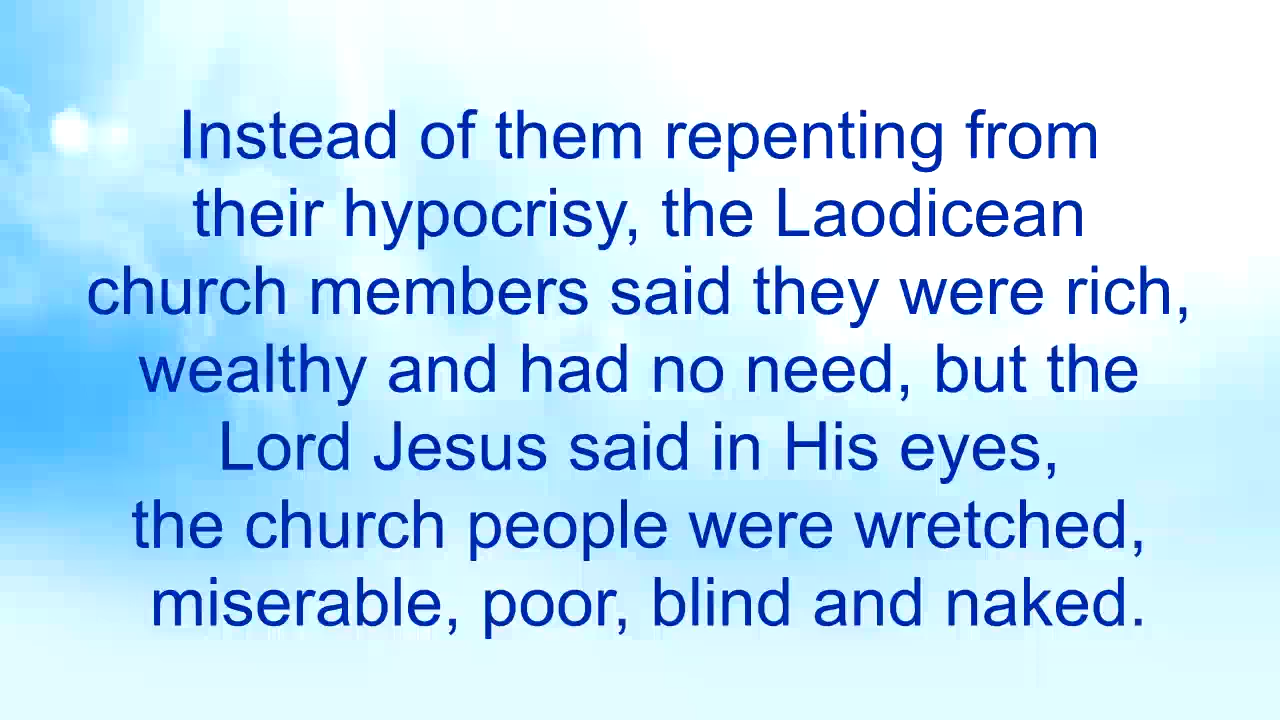 Instead of them repenting from
their hypocrisy, the Laodicean
church members said they were rich,
wealthy and had no need, but the
Lord Jesus said in His eyes,
the church people were wretched,
miserable, poor, blind and naked.